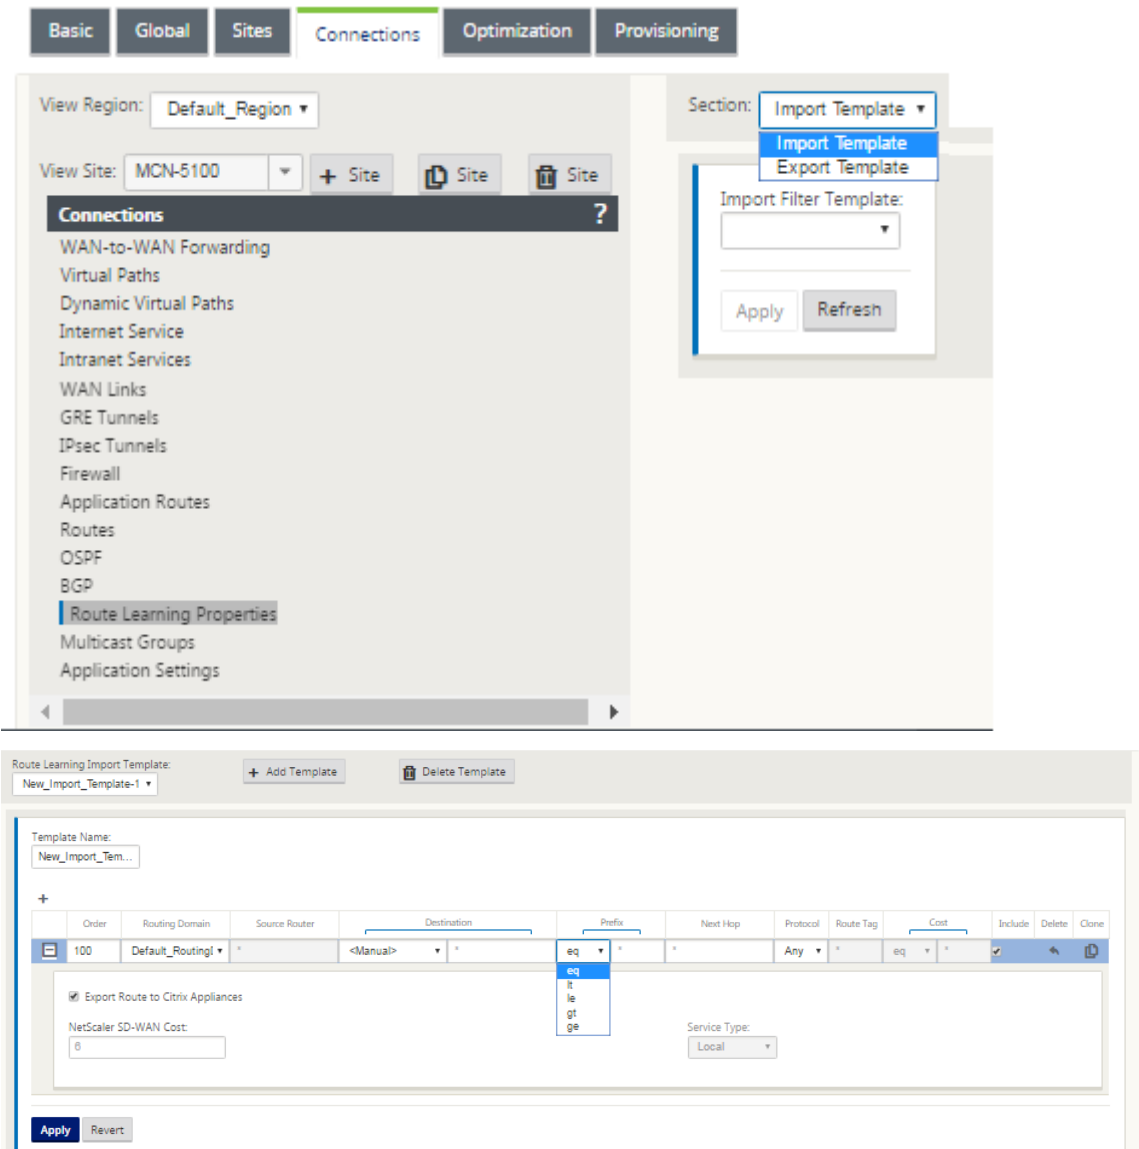 Basic Global Sites Connections Optimization Provisioning
View Region: Default_Region
Section: Import Template
Import Template
Export Template
View Site: MCN-5100 + Site Site Site
Connections ?
Import Filter Template:
Apply Refresh
WAN-to-WAN Forwarding
Virtual Paths
Dynamic Virtual Paths
Internet Service
Intranet Services
WAN Links
GRE Tunnels
IPsec Tunnels
Firewall
Application Routes
Routes
OSPF
BGP
Route Learning Properties
Multicast Groups
Application Settings
Route Learning Import Template:
New_Import_Template-1 + Add Template Delete Template
Template Name:
New_Import_Tem...
+
Order Routing Domain Source Router Destination Prefix Next Hop Protocol Route Tag Cost Include Delete Clone
100 Default_RoutingI * <Manual> * eq * * Any * eq *
eq
lt
le
gt
ge
Export Route to Citrix Appliances
NetScaler SD-WAN Cost: Service Type:
6 Local
Apply Revert